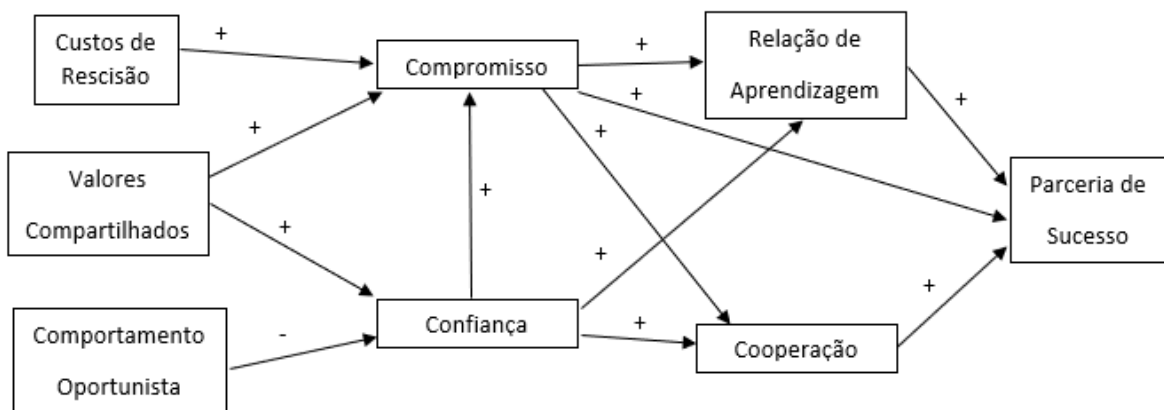 Custos de
Rescisão
+
Compromisso
+
Relação de
Aprendizagem
+
+
+
+
Valores
Compartilhados
+
+
Parceria de
Sucesso
+
+
Comportamento
Oportunista
-
Confiança
+
Cooperação